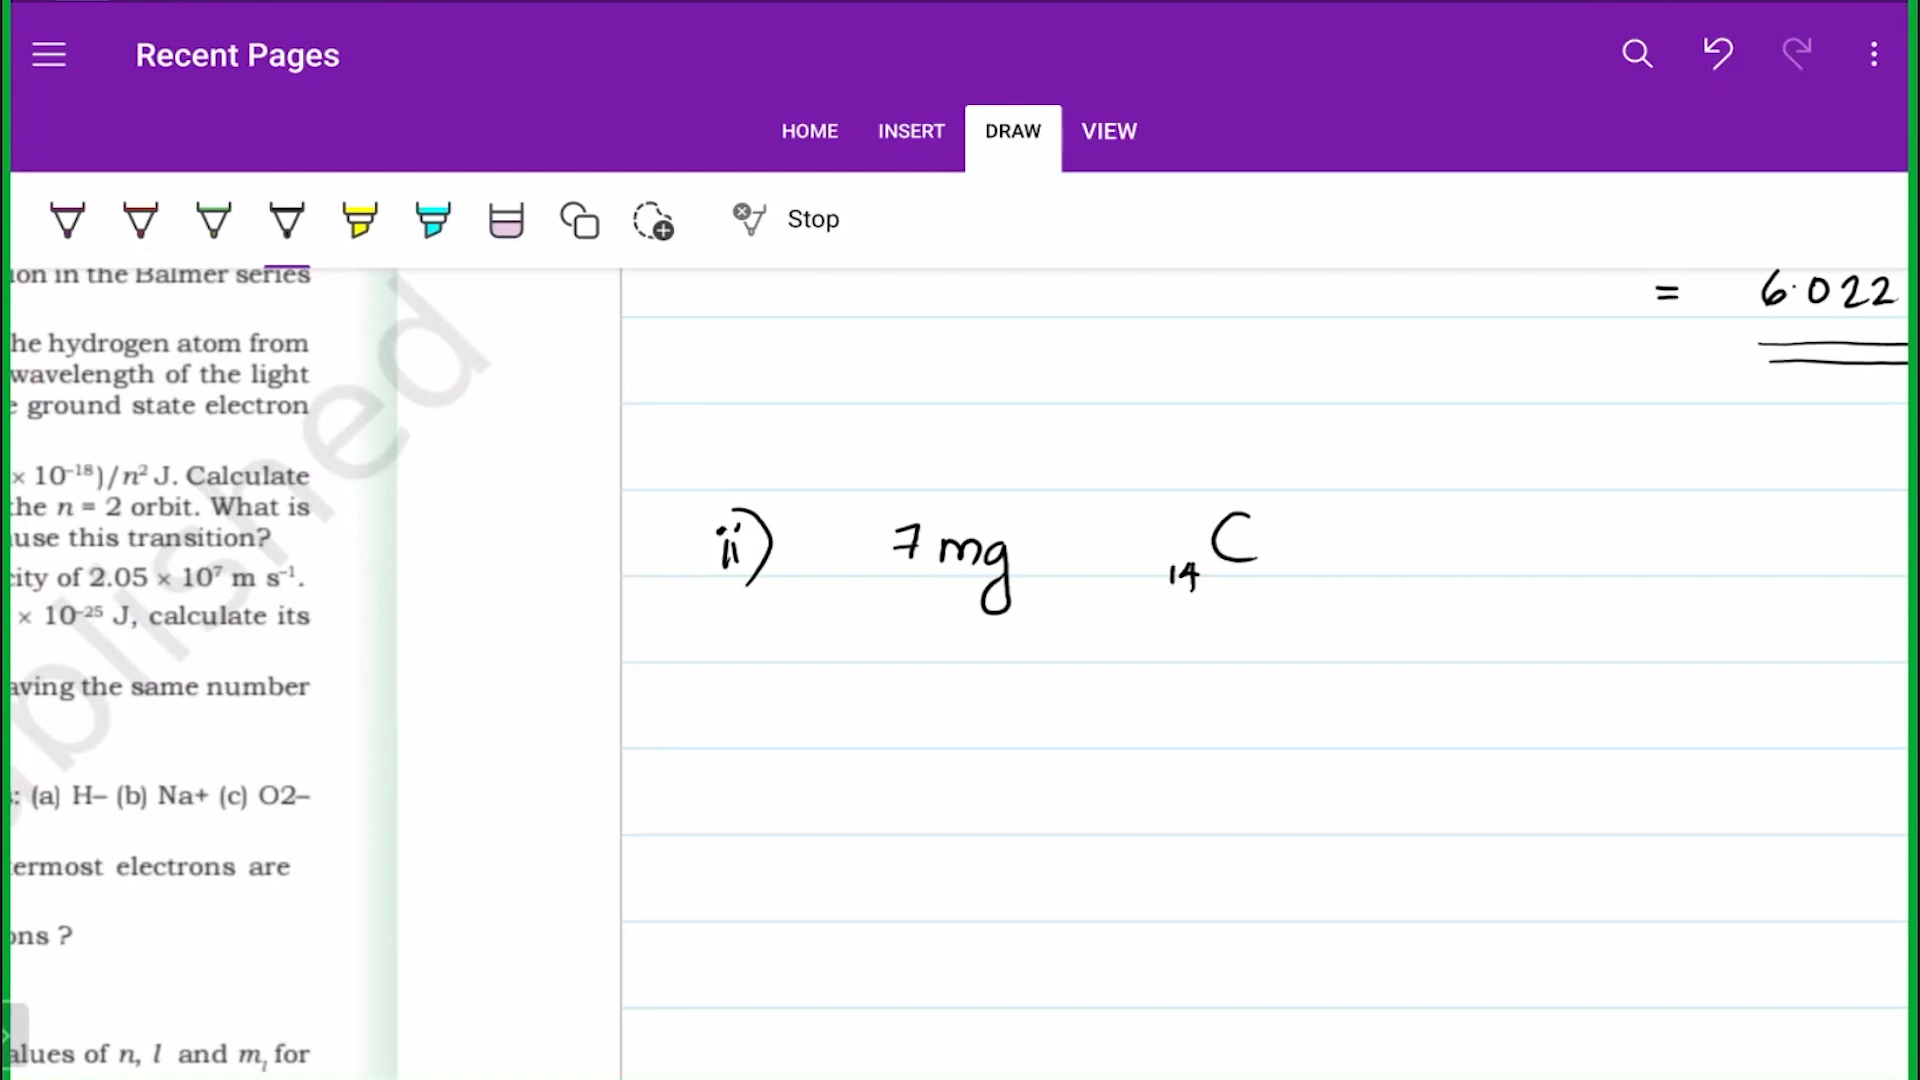 Recent Pages
HOME INSERT DRAW VIEW
Stop
ion in the Balmer series
he hydrogen atom from
wavelength of the light
e ground state electron
× 10⁻¹⁸)/n² J. Calculate
the n = 2 orbit. What is
use this transition?
city of 2.05 × 10⁷ m s⁻¹.
× 10⁻²⁵ J, calculate its
aving the same number
: (a) H– (b) Na+ (c) O2–
ermost electrons are
ons ?
alues of n, l and mₗ for
blished
= 6.022
ii) 7 mg ₁₄C